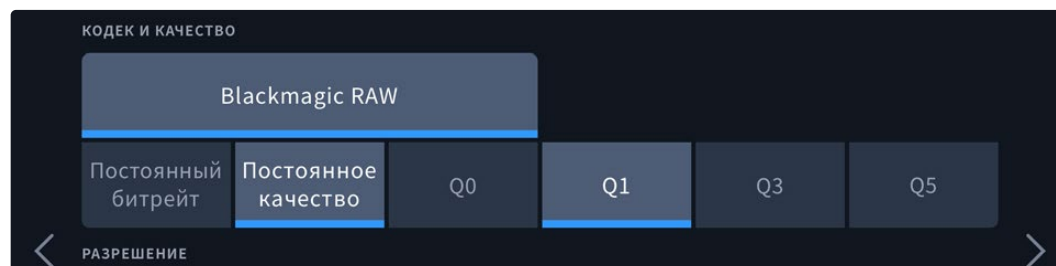 КОДЕК И КАЧЕСТВО
Blackmagic RAW
Постоянный битрейт
Постоянное качество
Q0
Q1
Q3
Q5
РАЗРЕШЕНИЕ